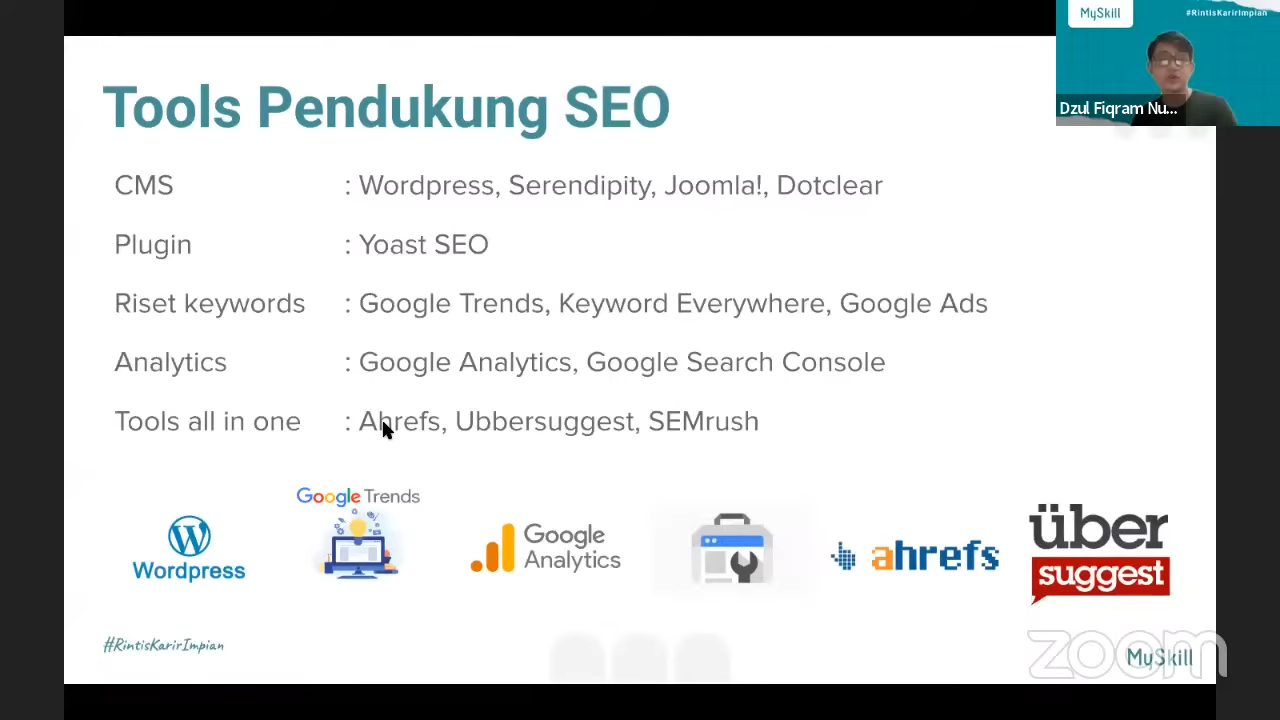 MySkill
#RintisKarirImpian
Dzul Fiqram Nu...
Tools Pendukung SEO
CMS : Wordpress, Serendipity, Joomla!, Dotclear
Plugin : Yoast SEO
Riset keywords : Google Trends, Keyword Everywhere, Google Ads
Analytics : Google Analytics, Google Search Console
Tools all in one : Ahrefs, Ubbersuggest, SEMrush
Wordpress
Google Trends
Google
Analytics
ahrefs
über
suggest
#RintisKarirImpian
zoom
MySkill